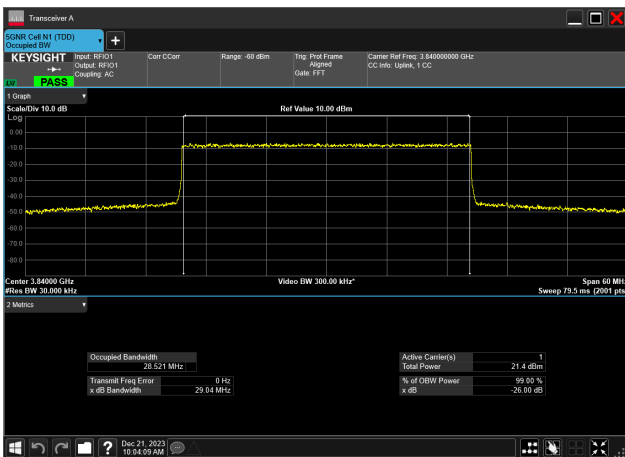 Transceiver A
5GNR Cell N1 (TDD)
Occupied BW
KEYSIGHT
LV PASS
Input: RFIO1
Output: RFIO1
Coupling: AC
Corr CCorr
Range: -60 dBm
Trig: Prot Frame
Aligned
Gate: FFT
Carrier Ref Freq: 3.840000000 GHz
CC Info: Uplink, 1 CC
1 Graph
Scale/Div 10.0 dB
Ref Value 10.00 dBm
Log
0.00
-10.0
-20.0
-30.0
-40.0
-50.0
-60.0
-70.0
-80.0
Center 3.84000 GHz
Video BW 300.00 kHz*
Span 60 MHz
#Res BW 30.000 kHz
Sweep 79.5 ms (2001 pts
2 Metrics
Occupied Bandwidth
28.521 MHz
Active Carrier(s) 1
Total Power 21.4 dBm
Transmit Freq Error 0 Hz
x dB Bandwidth 29.04 MHz
% of OBW Power 99.00 %
x dB -26.00 dB
Dec 21, 2023
10:04:09 AM